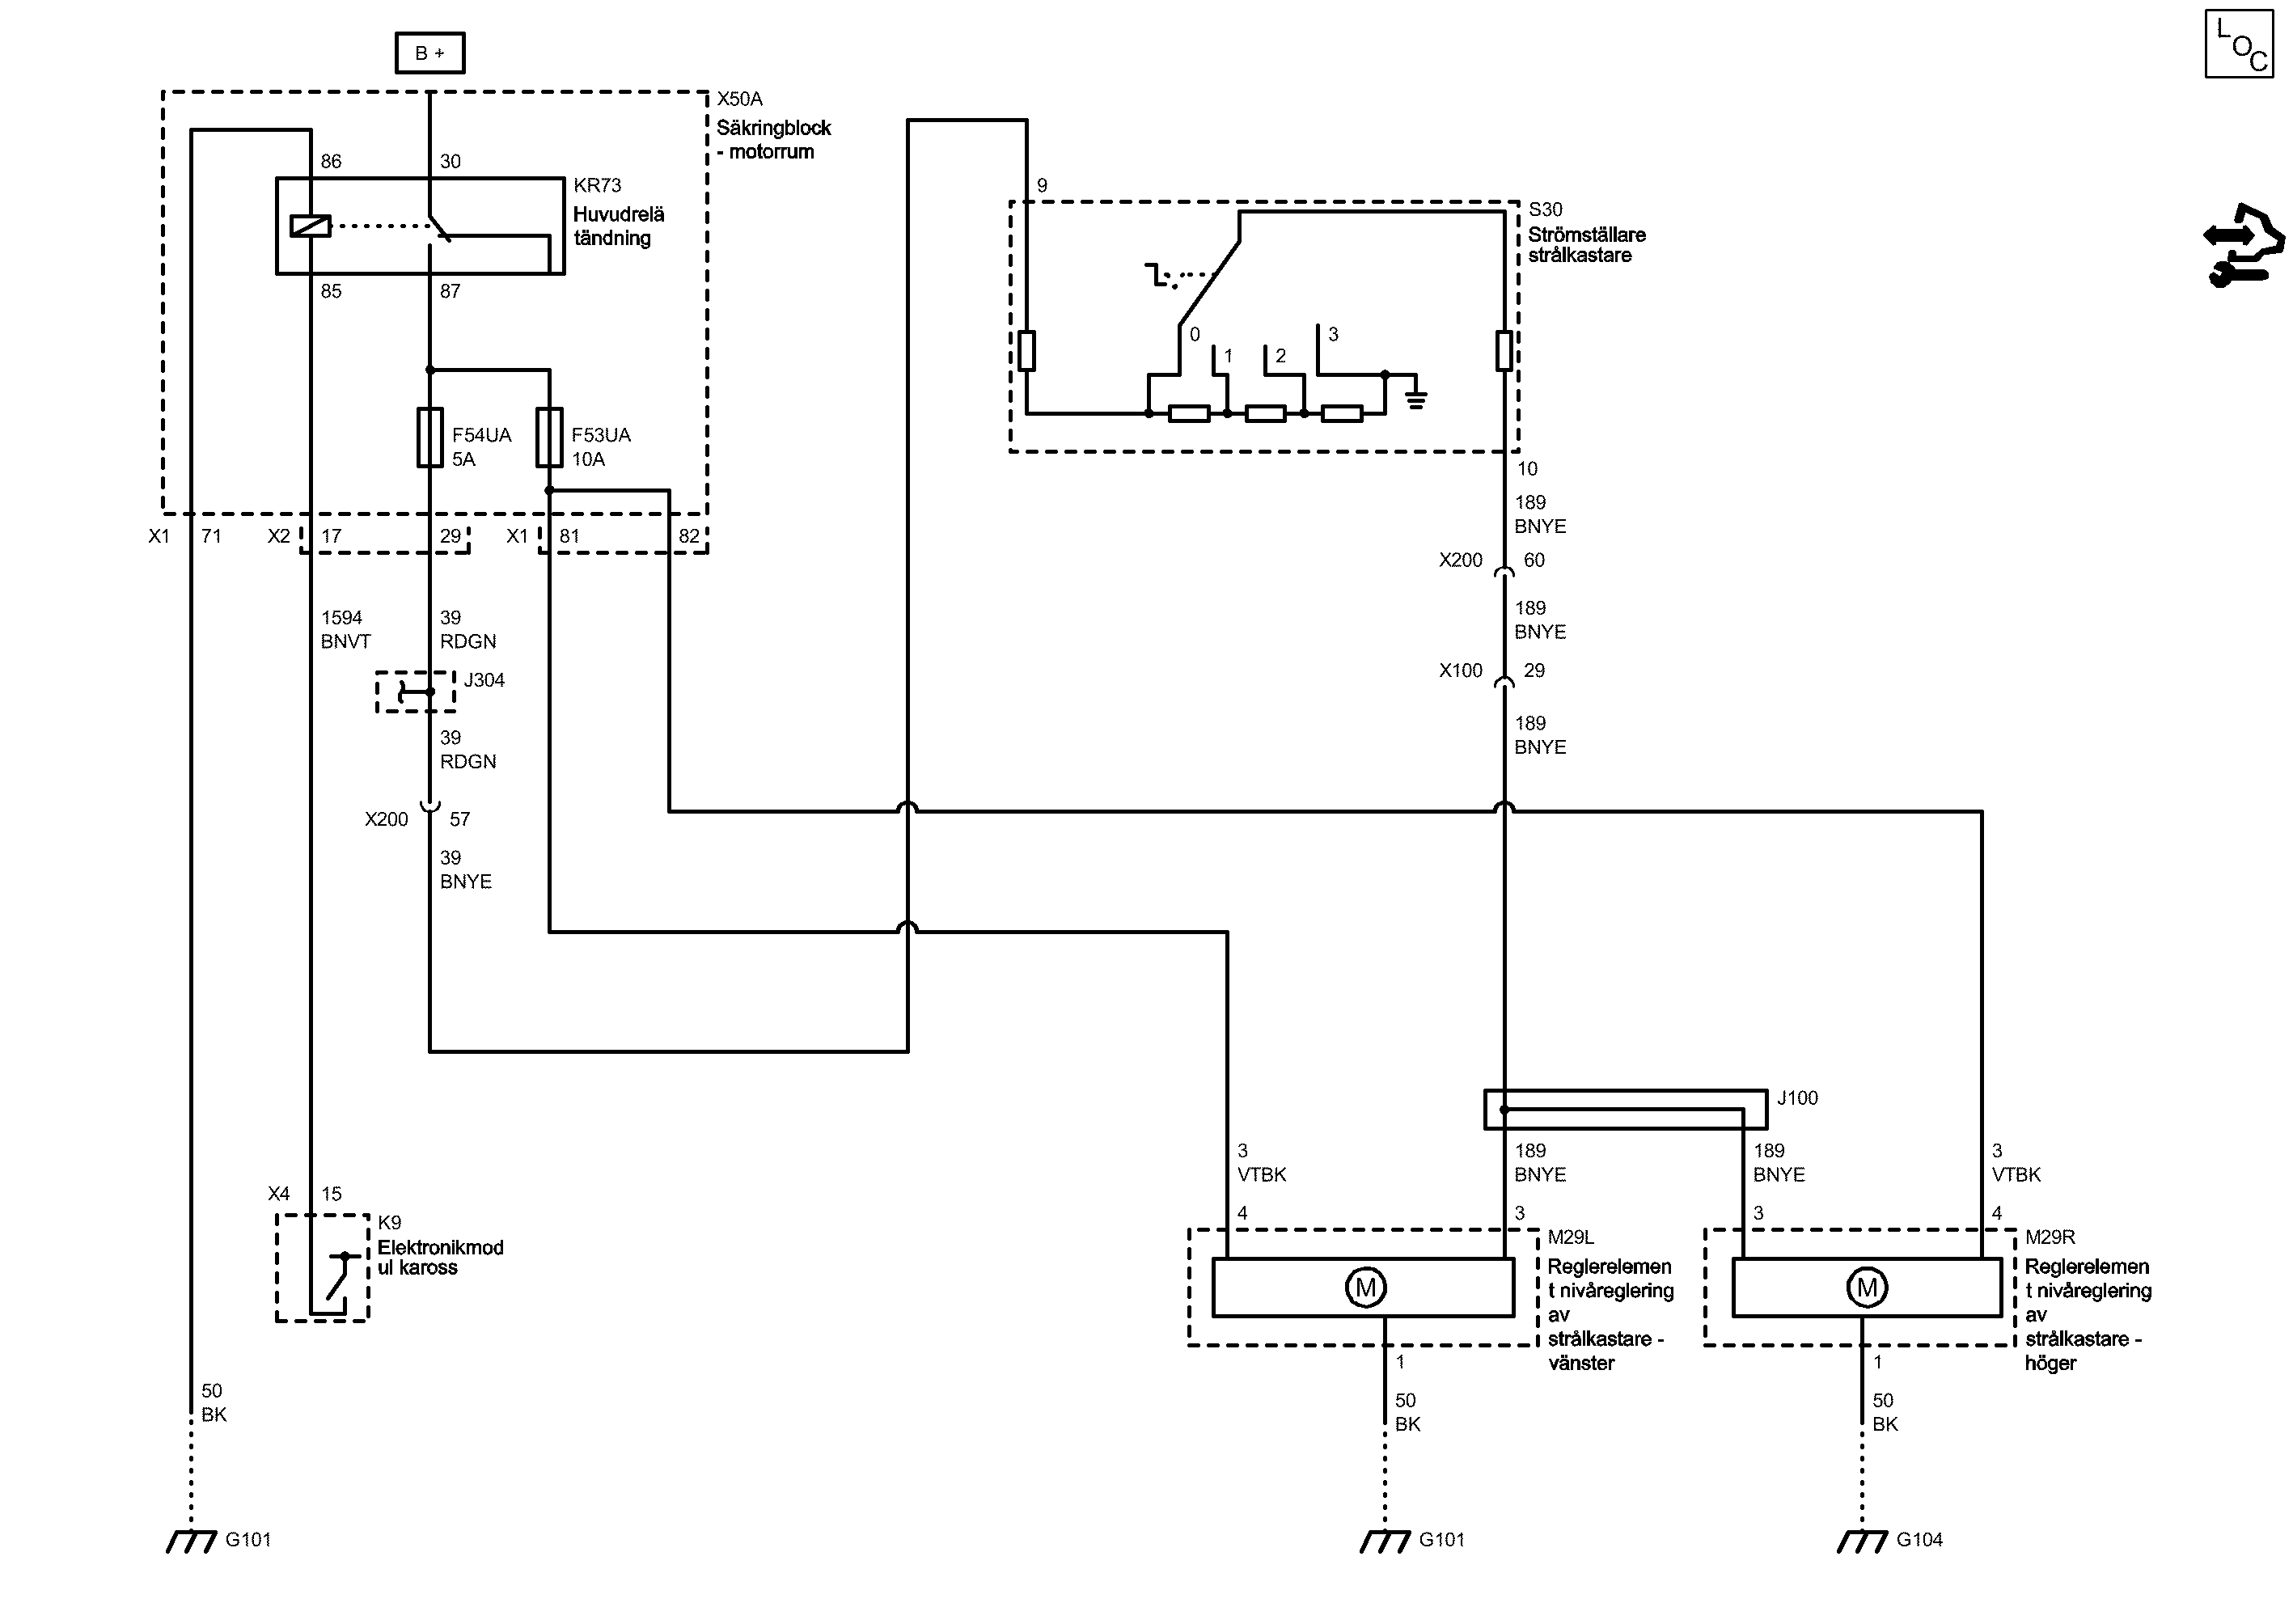 B +
LOC
X50A
Säkringblock
- motorrum
86
30
KR73
Huvudrelä
tändning
85
87
9
S30
Strömställare
strålkastare
0
1
2
3
F54UA
5A
F53UA
10A
10
189
BNYE
X1
71
X2
17
29
X1
81
82
X200
60
1594
BNVT
39
RDGN
189
BNYE
J304
X100
29
39
RDGN
189
BNYE
X200
57
39
BNYE
J100
3
VTBK
189
BNYE
189
BNYE
3
VTBK
X4
15
4
3
3
4
K9
Elektronikmod
ul kaross
M29L
Reglerelemen
t nivåreglering
av
strålkastare -
vänster
M
M29R
Reglerelemen
t nivåreglering
av
strålkastare -
höger
M
1
1
50
BK
50
BK
50
BK
G101
G101
G104